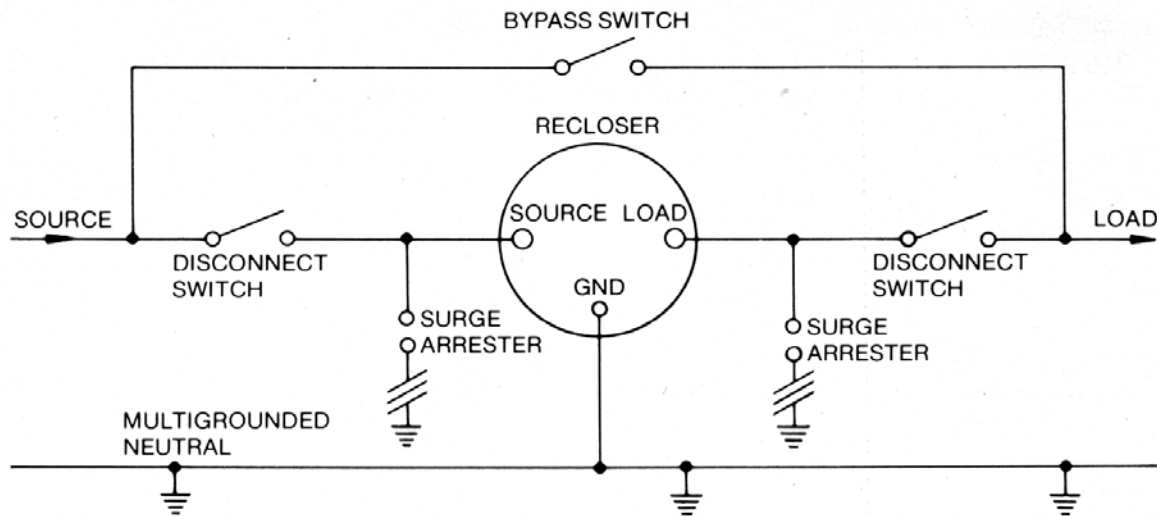 BYPASS SWITCH
RECLOSER
SOURCE
SOURCE LOAD
LOAD
DISCONNECT
SWITCH
GND
DISCONNECT
SWITCH
SURGE
ARRESTER
SURGE
ARRESTER
MULTIGROUNDED
NEUTRAL